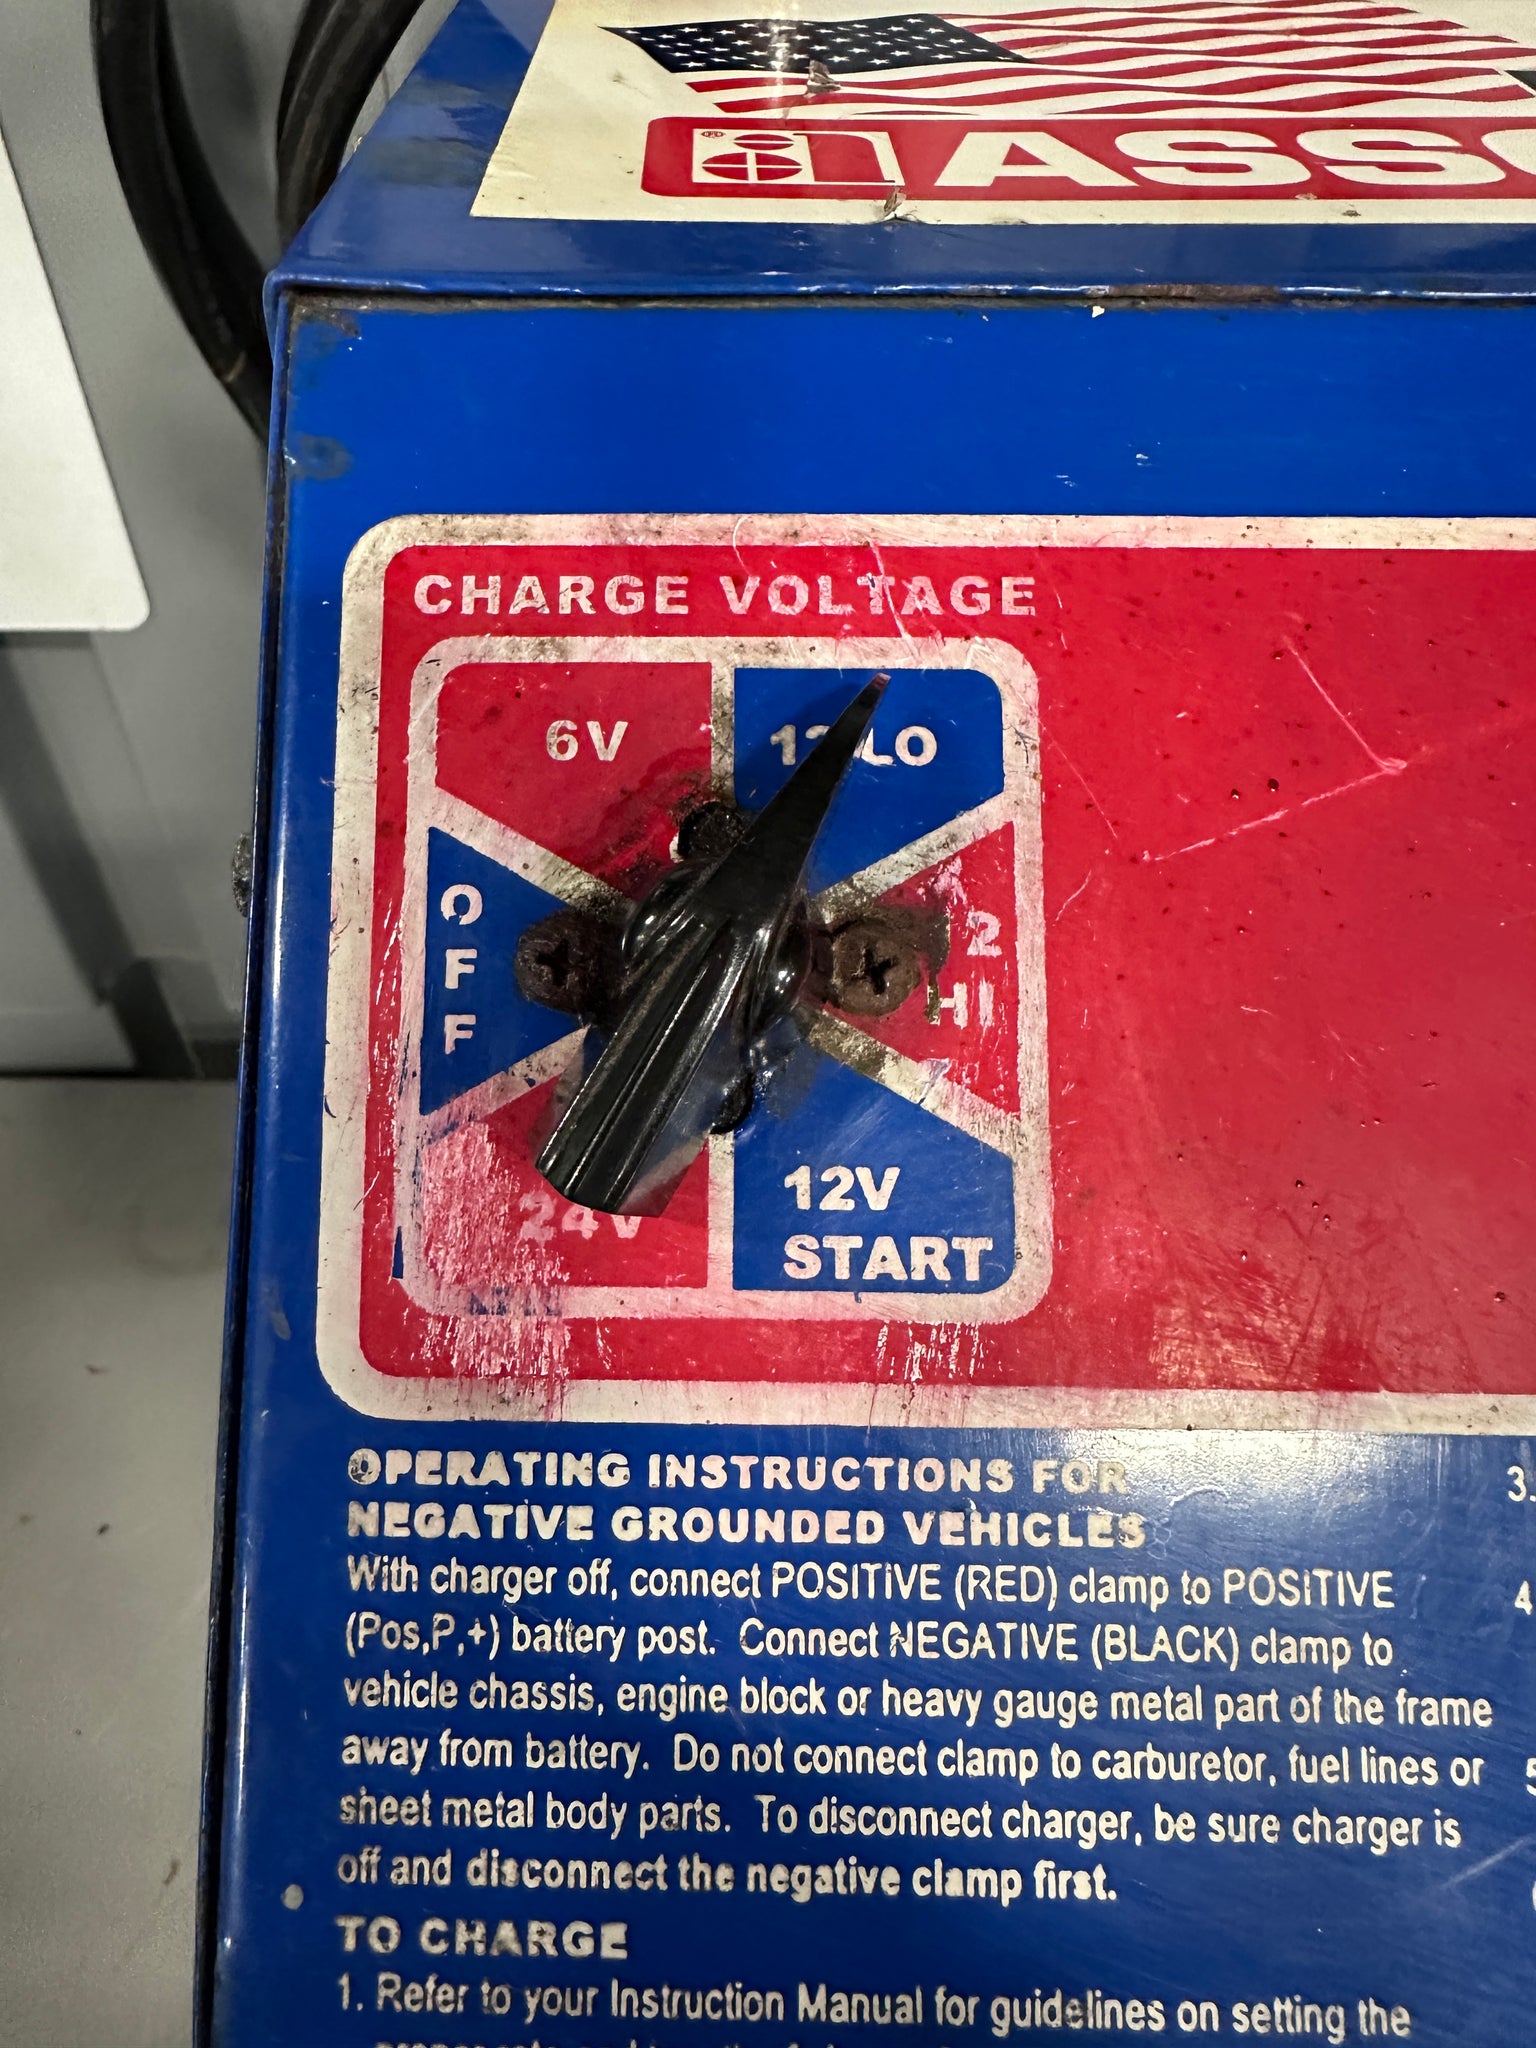 ASSO
CHARGE VOLTAGE
6V
12 LO
OFF
12
HI
24V
12V
START
OPERATING INSTRUCTIONS FOR
NEGATIVE GROUNDED VEHICLES
With charger off, connect POSITIVE (RED) clamp to POSITIVE
(Pos,P,+) battery post. Connect NEGATIVE (BLACK) clamp to
vehicle chassis, engine block or heavy gauge metal part of the frame
away from battery. Do not connect clamp to carburetor, fuel lines or
sheet metal body parts. To disconnect charger, be sure charger is
off and disconnect the negative clamp first.
TO CHARGE
1. Refer to your Instruction Manual for guidelines on setting the
3.
4
5